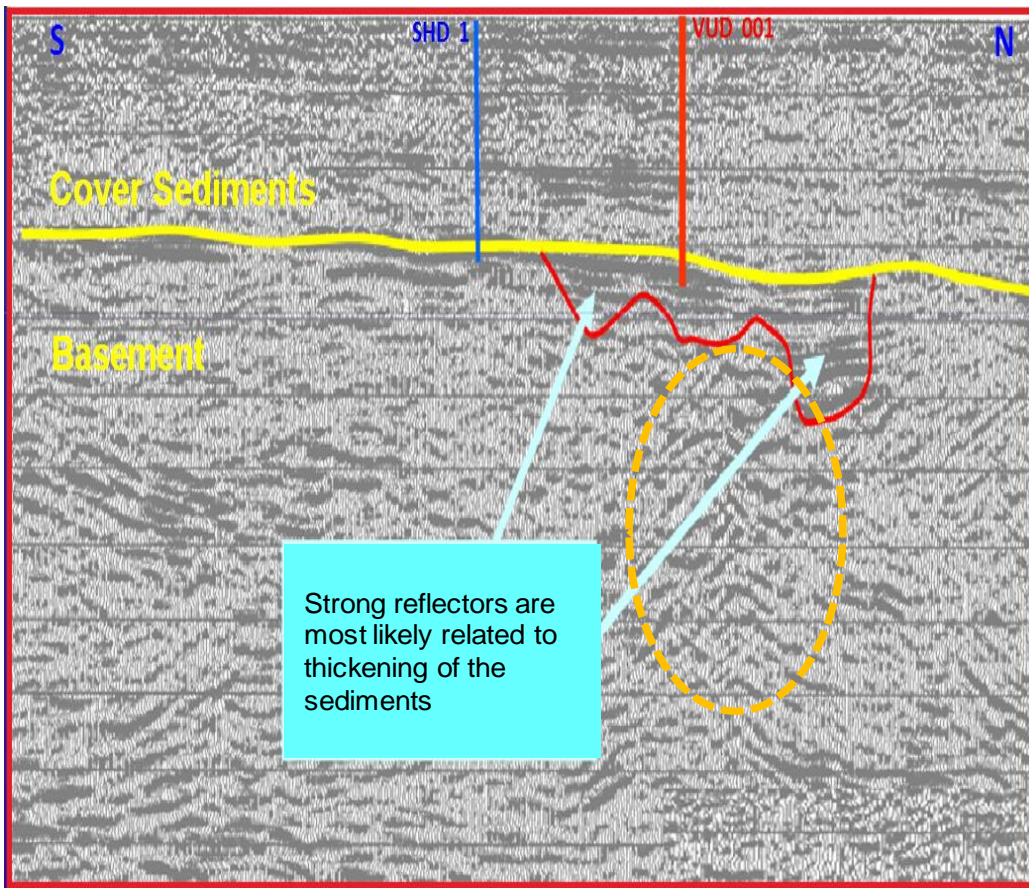 S
SHD 1
VUD 001
N
Cover Sediments
Basement
Strong reflectors are
most likely related to
thickening of the
sediments